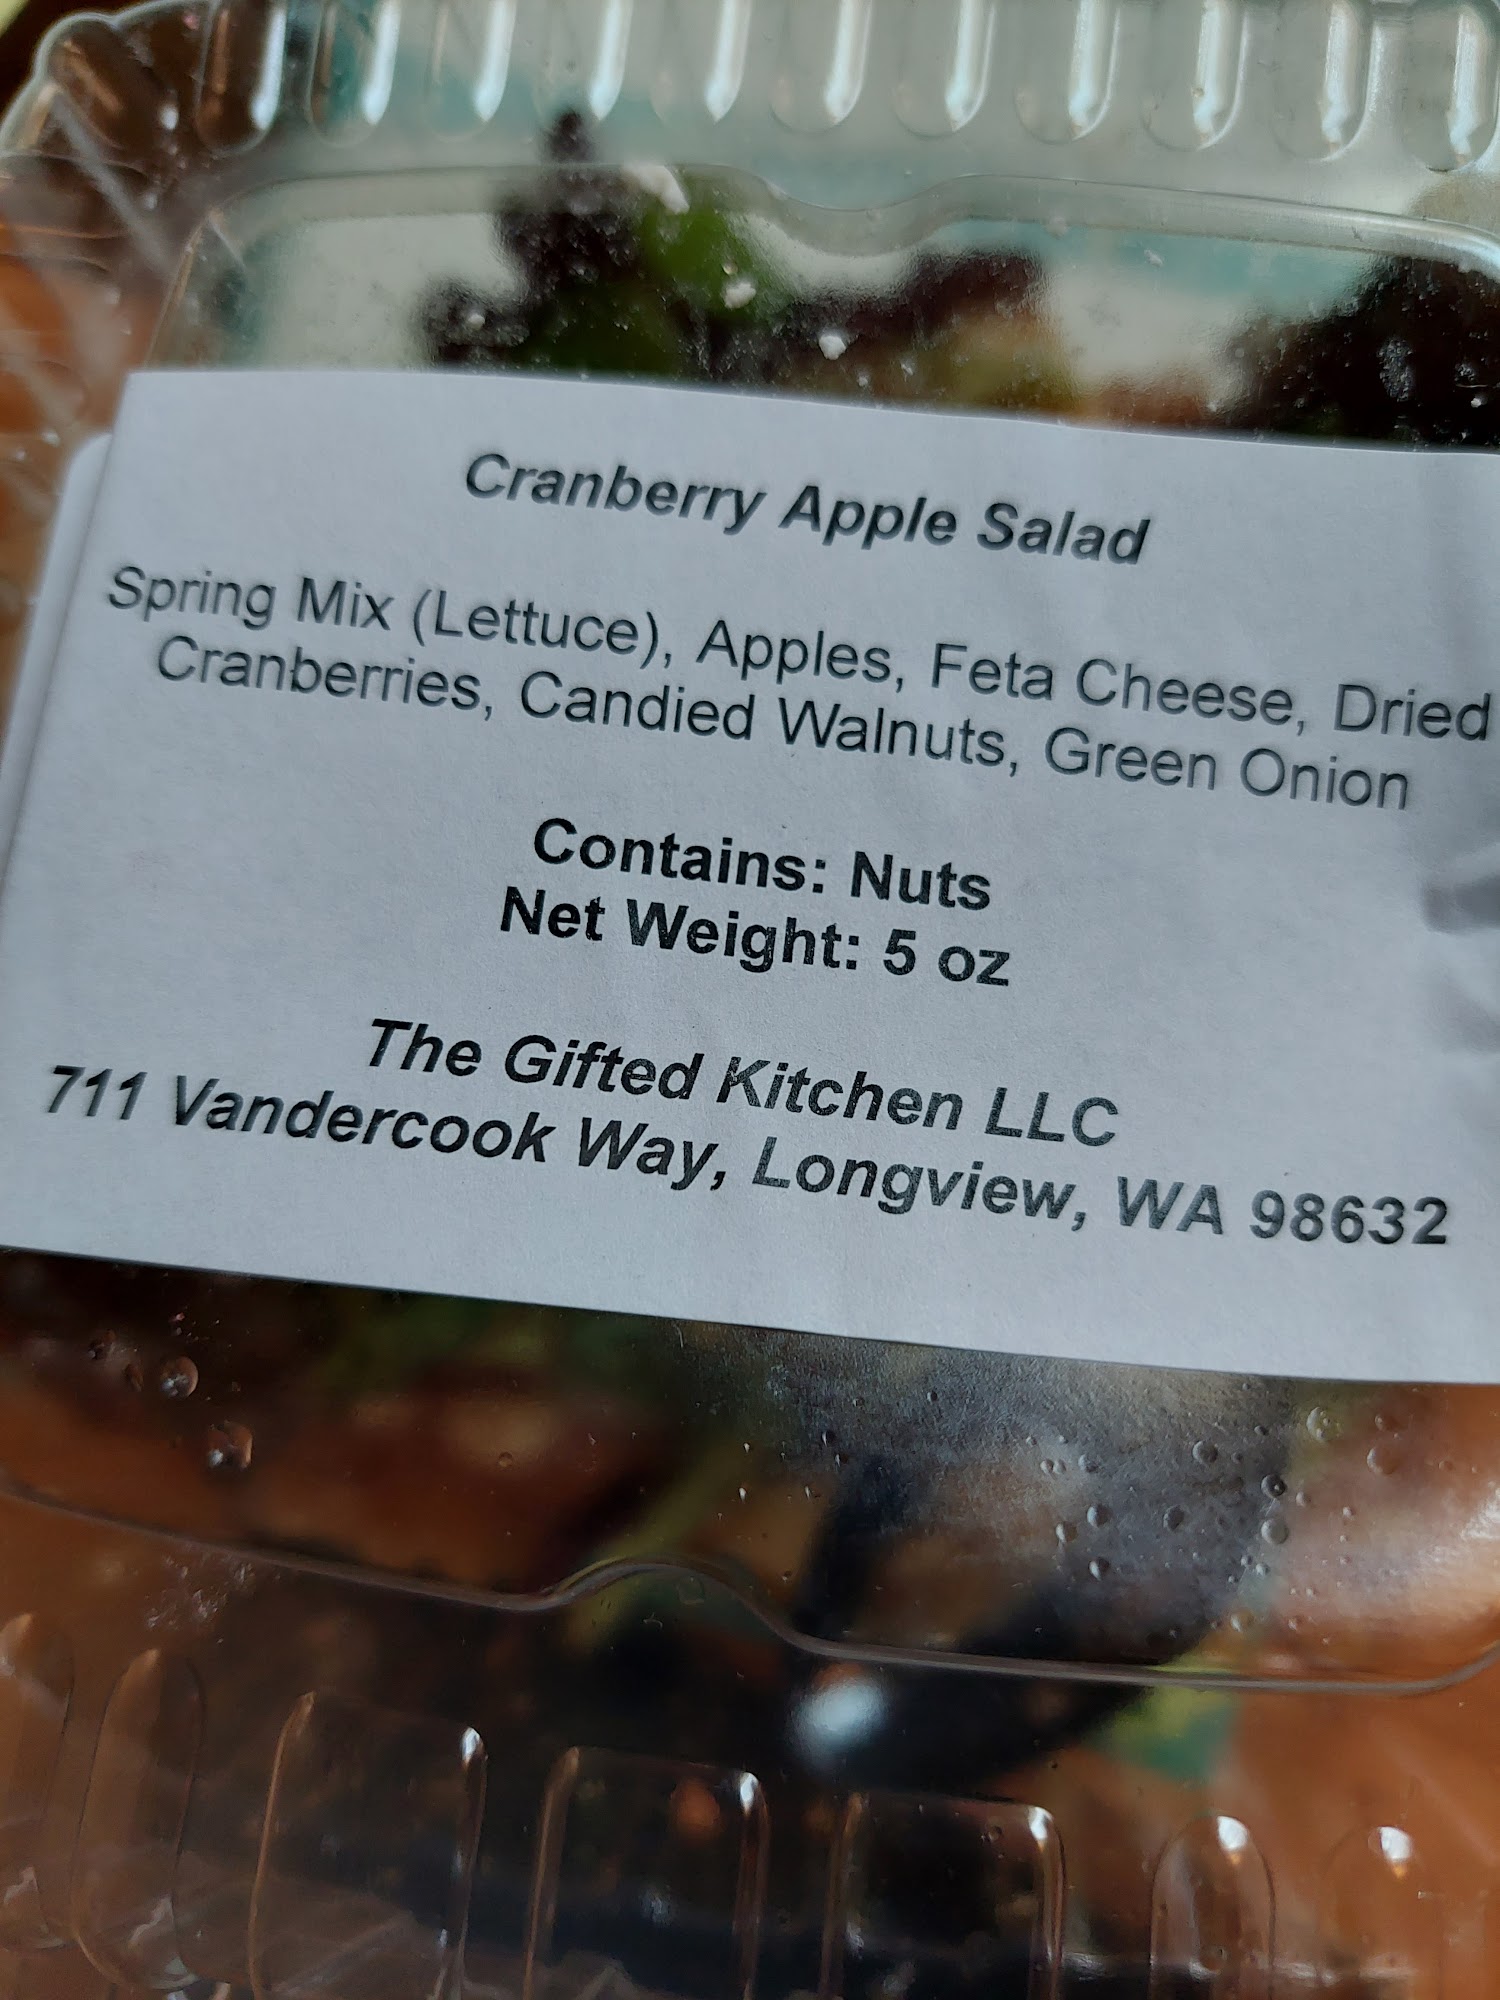 Cranberry Apple Salad
Spring Mix (Lettuce), Apples, Feta Cheese, Dried
Cranberries, Candied Walnuts, Green Onion
Contains: Nuts
Net Weight: 5 oz
The Gifted Kitchen LLC
711 Vandercook Way, Longview, WA 98632